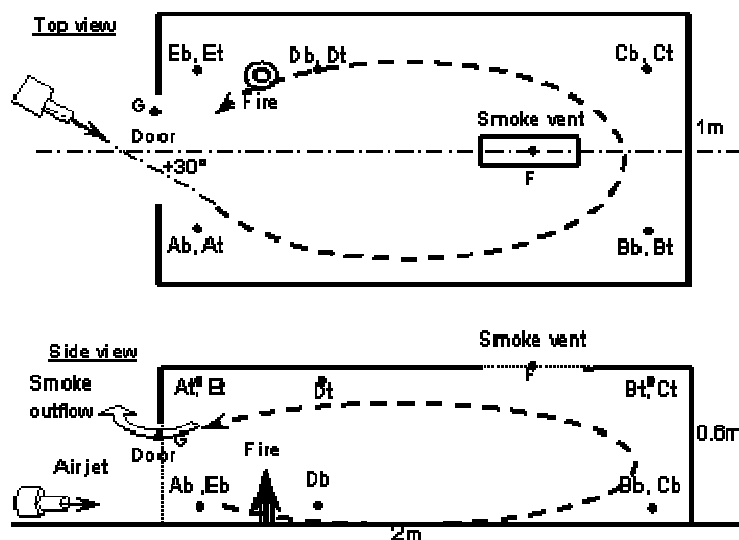 Top view
Eb, Et
Db, Dt
Cb, Ct
G
Fire
Door
Smoke vent
1m
+30°
F
Ab, At
Bb, Bt
Side view
Smoke vent
Smoke
outflow
At, Et
Dt
F
Bt, Ct
G
Door
Fire
0.6m
Air jet
Ab, Eb
Db
Bb, Cb
2m